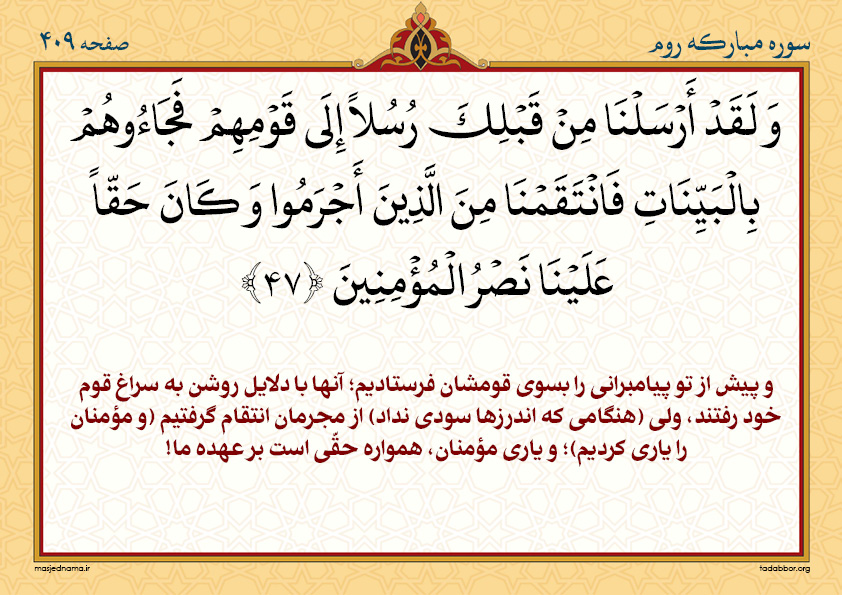 سوره مبارکه روم
صفحه ۴۰۹
وَ لَقَدْ أَرْسَلْنَا مِنْ قَبْلِكَ رُسُلاً إِلَى قَوْمِهِمْ فَجَاءُوهُمْ
بِالْبَيِّنَاتِ فَانْتَقَمْنَا مِنَ الَّذِينَ أَجْرَمُوا وَ كَانَ حَقّاً
عَلَيْنَا نَصْرُ الْمُؤْمِنِينَ ﴿۴۷﴾
و پیش از تو پیامبرانی را بسوی قومشان فرستادیم؛ آنها با دلایل روشن به سراغ قوم
خود رفتند، ولی (هنگامی که اندرزها سودی نداد) از مجرمان انتقام گرفتیم (و مؤمنان
را یاری کردیم)؛ و یاری مؤمنان، همواره حقّی است بر عهده ما!
masjednama.ir
tadabbor.org